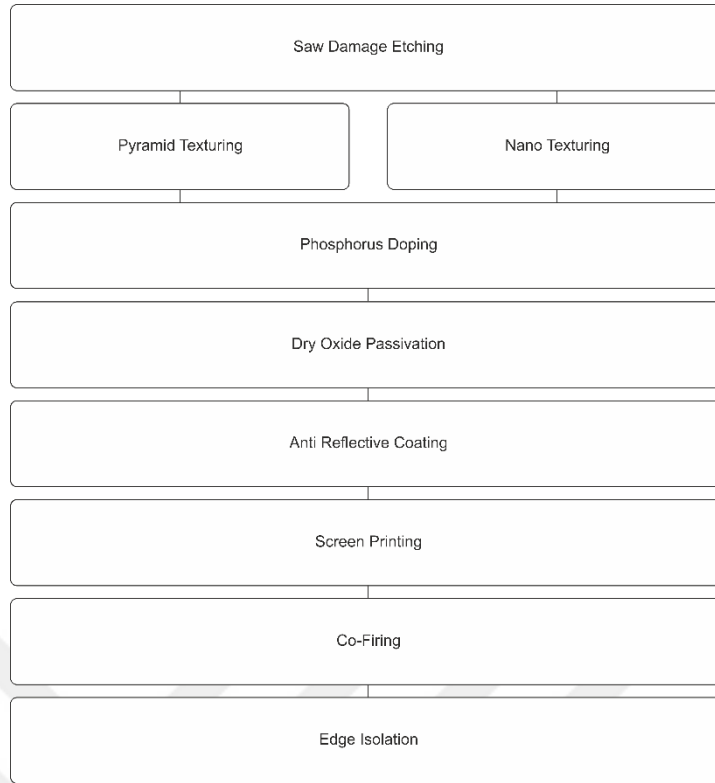 Saw Damage Etching
Pyramid Texturing
Nano Texturing
Phosphorus Doping
Dry Oxide Passivation
Anti Reflective Coating
Screen Printing
Co-Firing
Edge Isolation